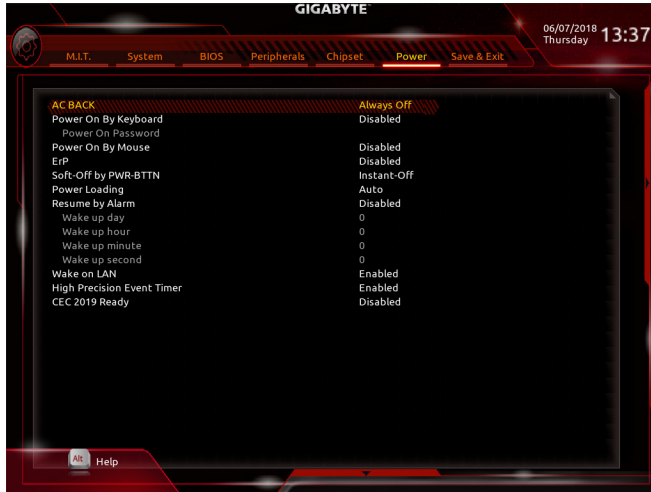 GIGABYTE™
06/07/2018 Thursday 13:37
M.I.T. System BIOS Peripherals Chipset Power Save & Exit
AC BACK Always Off
Power On By Keyboard Disabled
Power On Password
Power On By Mouse Disabled
ErP Disabled
Soft-Off by PWR-BTTN Instant-Off
Power Loading Auto
Resume by Alarm Disabled
Wake up day 0
Wake up hour 0
Wake up minute 0
Wake up second 0
Wake on LAN Enabled
High Precision Event Timer Enabled
CEC 2019 Ready Disabled
Alt Help